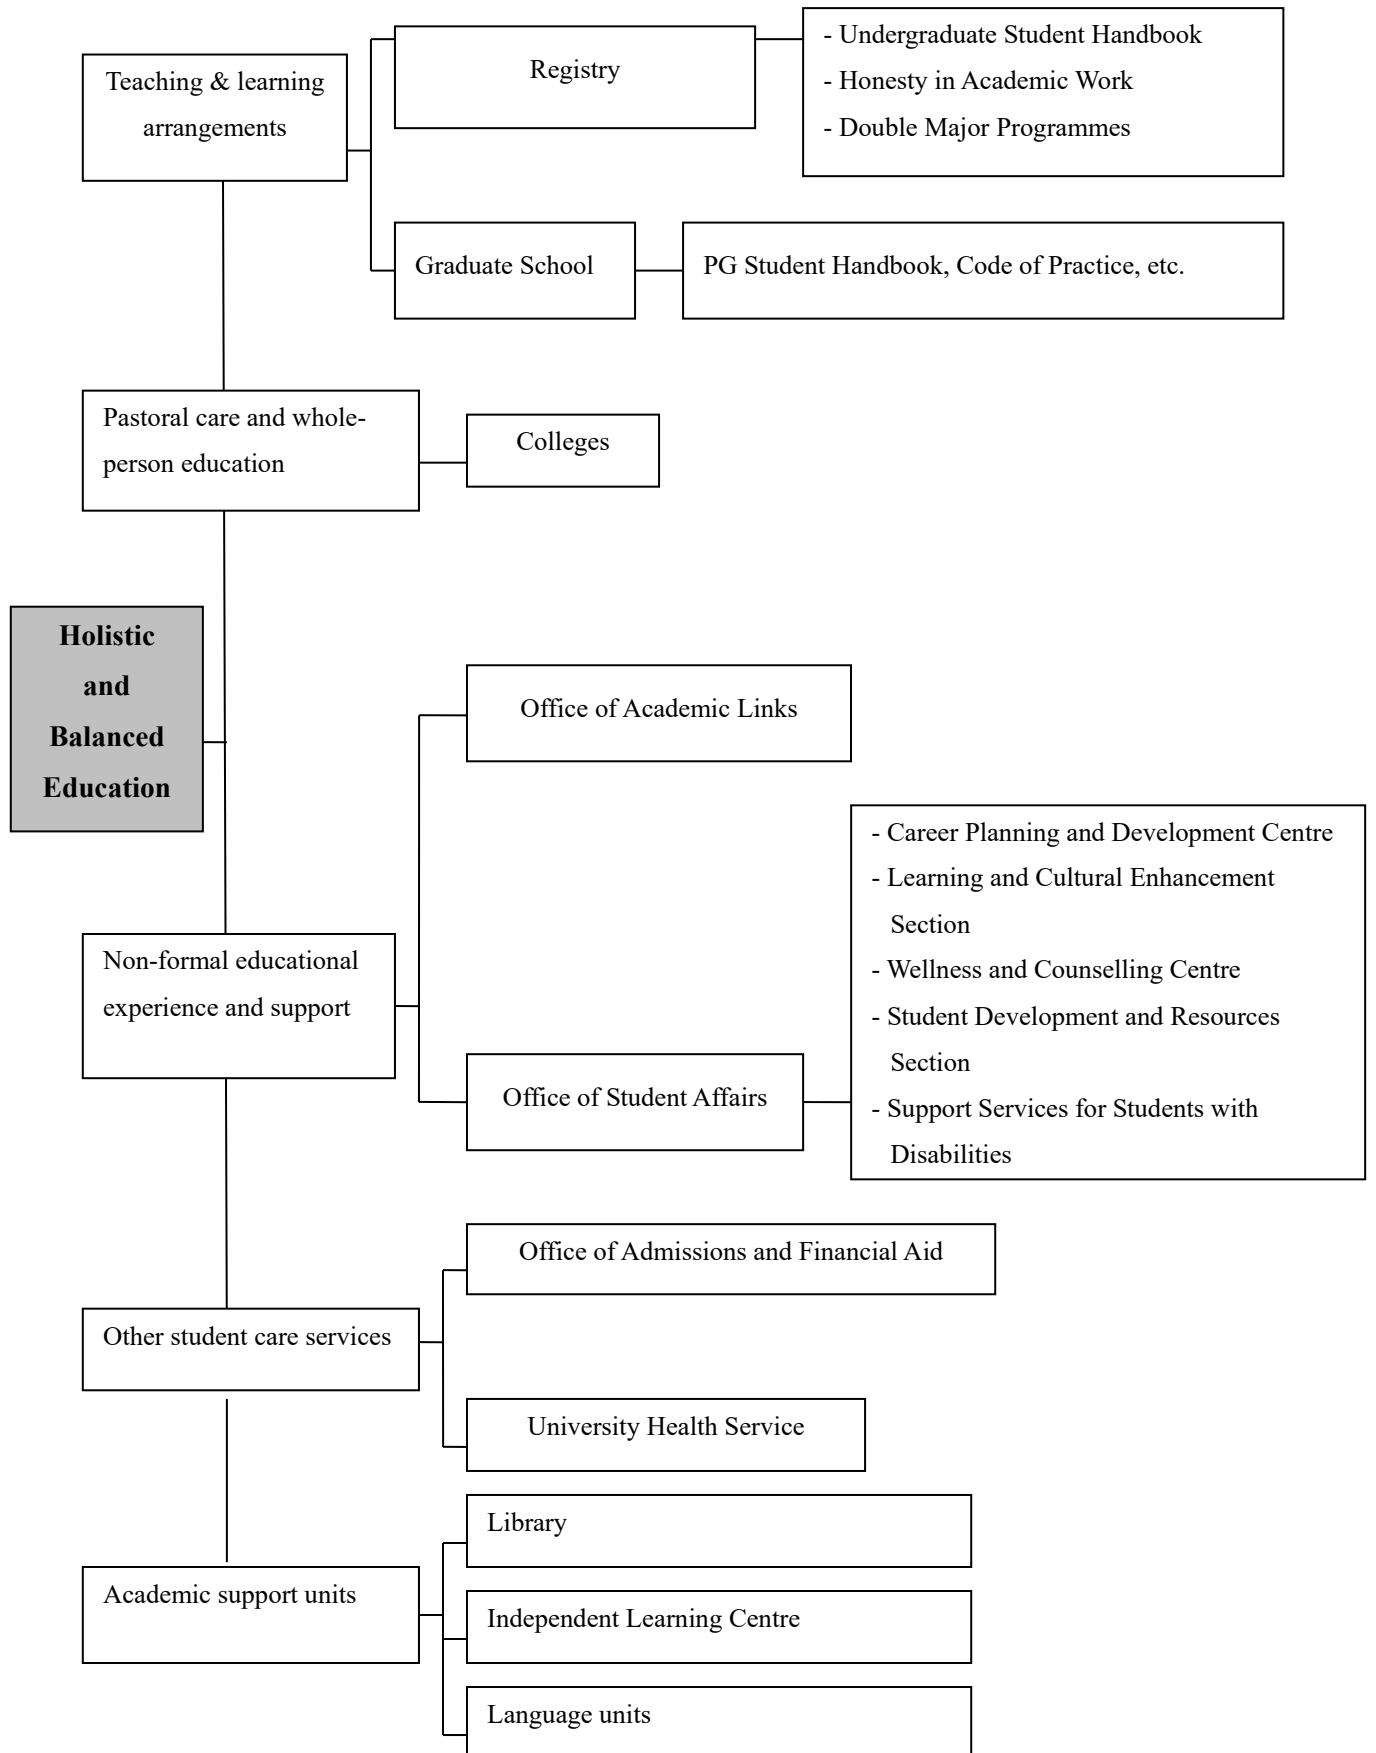 Teaching & learning
arrangements
Registry
- Undergraduate Student Handbook
- Honesty in Academic Work
- Double Major Programmes
Graduate School
PG Student Handbook, Code of Practice, etc.
Pastoral care and whole-
person education
Colleges
Holistic
and
Balanced
Education
Office of Academic Links
Non-formal educational
experience and support
Office of Student Affairs
- Career Planning and Development Centre
- Learning and Cultural Enhancement
Section
- Wellness and Counselling Centre
- Student Development and Resources
Section
- Support Services for Students with
Disabilities
Other student care services
Office of Admissions and Financial Aid
University Health Service
Academic support units
Library
Independent Learning Centre
Language units